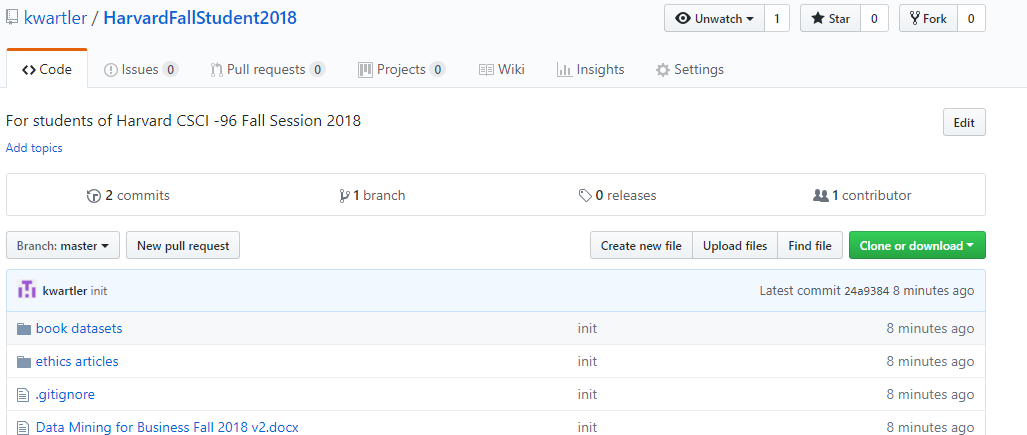 kwartler / HarvardFallStudent2018 Unwatch 1 Star 0 Fork 0
Code Issues 0 Pull requests 0 Projects 0 Wiki Insights Settings
For students of Harvard CSCI -96 Fall Session 2018 Edit
Add topics
2 commits 1 branch 0 releases 1 contributor
Branch: master New pull request Create new file Upload files Find file Clone or download
kwartler init Latest commit 24a9384 8 minutes ago
book datasets init 8 minutes ago
ethics articles init 8 minutes ago
.gitignore init 8 minutes ago
Data Mining for Business Fall 2018 v2.docx init 8 minutes ago